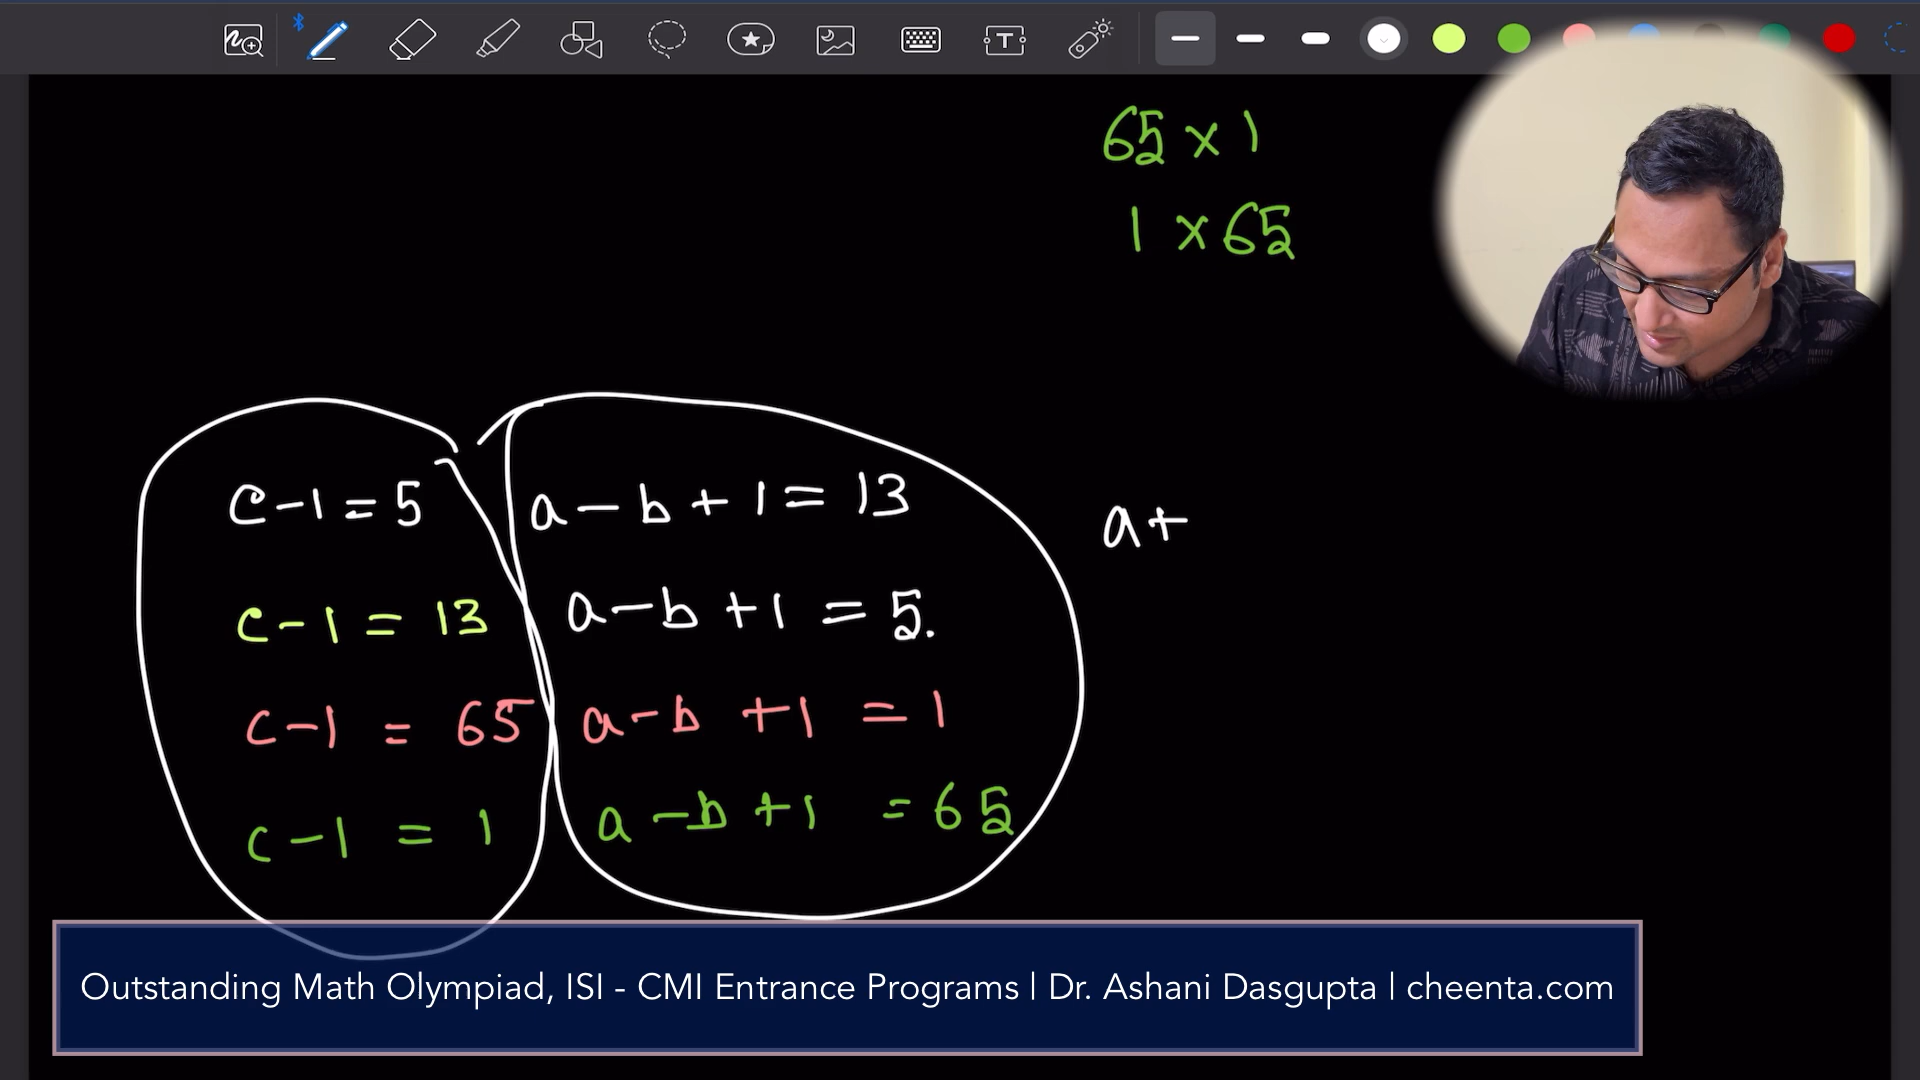 65 x 1
1 x 65
c-1 = 5 a-b+1 = 13 a+
c-1 = 13 a-b+1 = 5.
c-1 = 65 a-b +1 = 1
c-1 = 1 a-b+1 = 65
Outstanding Math Olympiad, ISI - CMI Entrance Programs | Dr. Ashani Dasgupta | cheenta.com